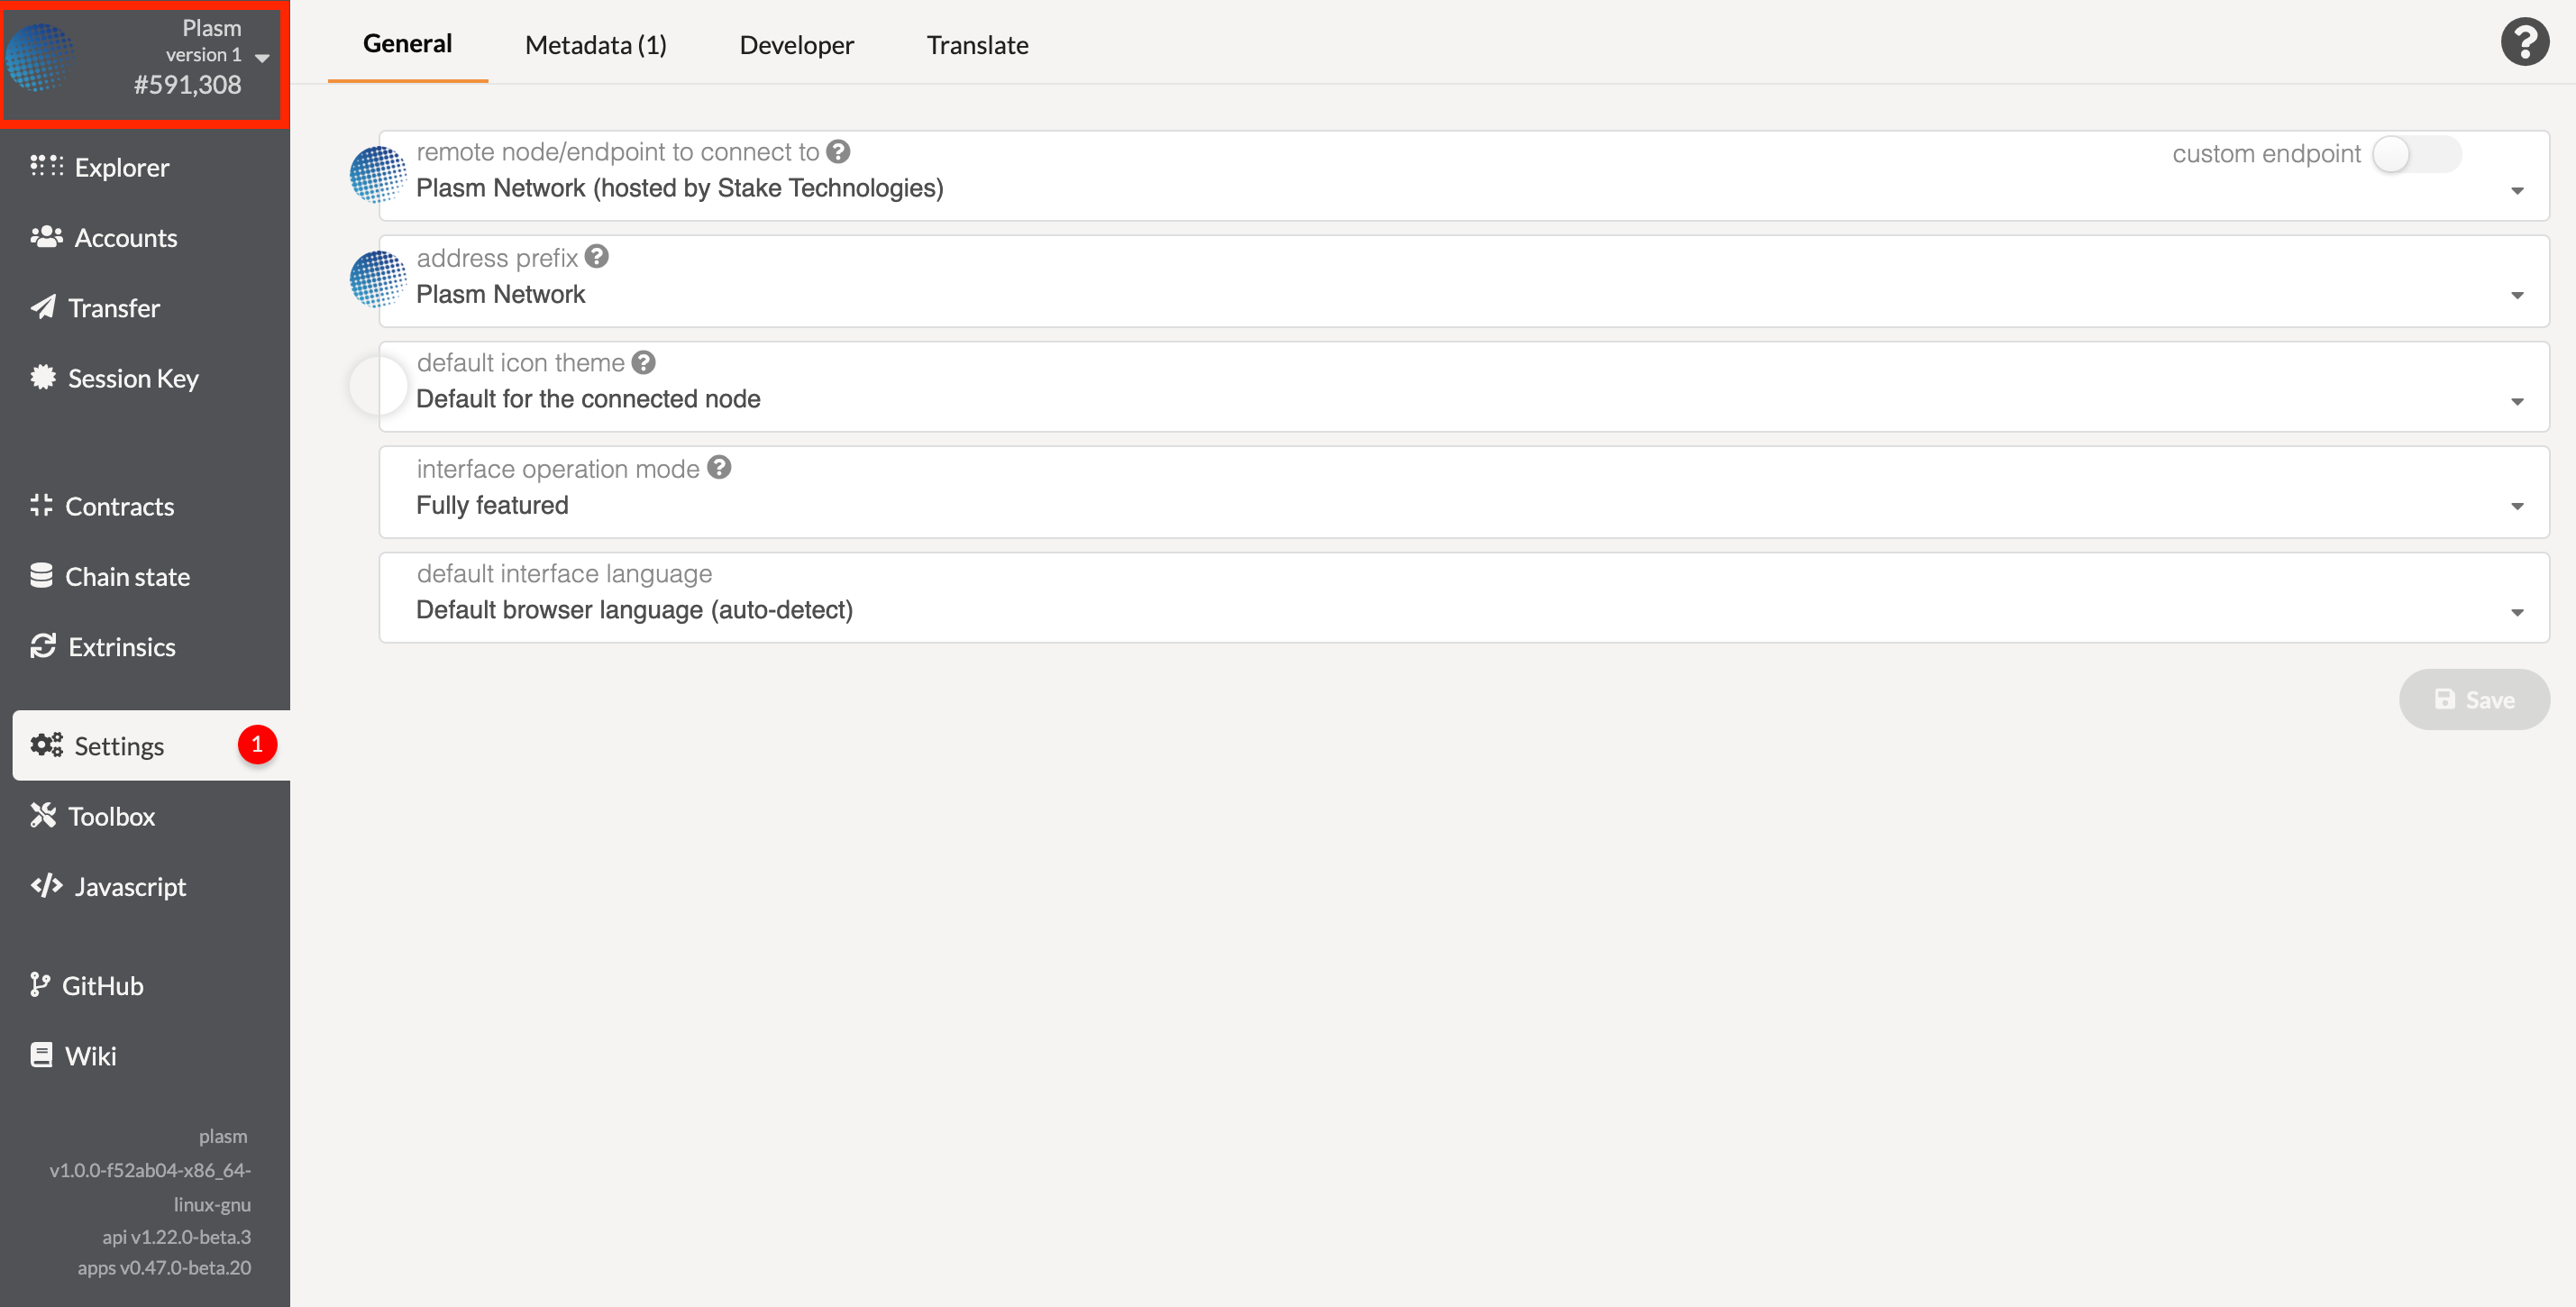 Plasm
version 1
#591,308
Explorer
Accounts
Transfer
Session Key
Contracts
Chain state
Extrinsics
Settings 1
Toolbox
Javascript
GitHub
Wiki
plasm
v1.0.0-f52ab04-x86_64-
linux-gnu
api v1.22.0-beta.3
apps v0.47.0-beta.20
General Metadata (1) Developer Translate ?
remote node/endpoint to connect to ? custom endpoint
Plasm Network (hosted by Stake Technologies)
address prefix ?
Plasm Network
default icon theme ?
Default for the connected node
interface operation mode ?
Fully featured
default interface language
Default browser language (auto-detect)
Save